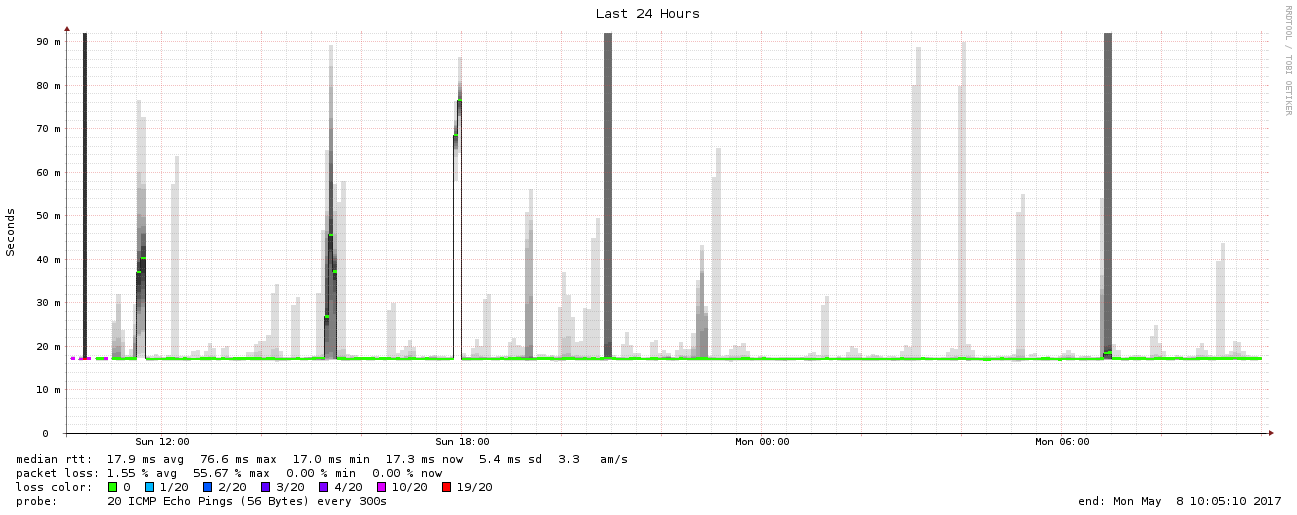 Last 24 Hours
RRDTOOL / TOBI OETIKER
Seconds
90 m
80 m
70 m
60 m
50 m
40 m
30 m
20 m
10 m
0
Sun 12:00 Sun 18:00 Mon 00:00 Mon 06:00
median rtt: 17.9 ms avg 76.6 ms max 17.0 ms min 17.3 ms now 5.4 ms sd 3.3 am/s
packet loss: 1.55 % avg 55.67 % max 0.00 % min 0.00 % now
loss color: 0 1/20 2/20 3/20 4/20 10/20 19/20
probe: 20 ICMP Echo Pings (56 Bytes) every 300s end: Mon May 8 10:05:10 2017